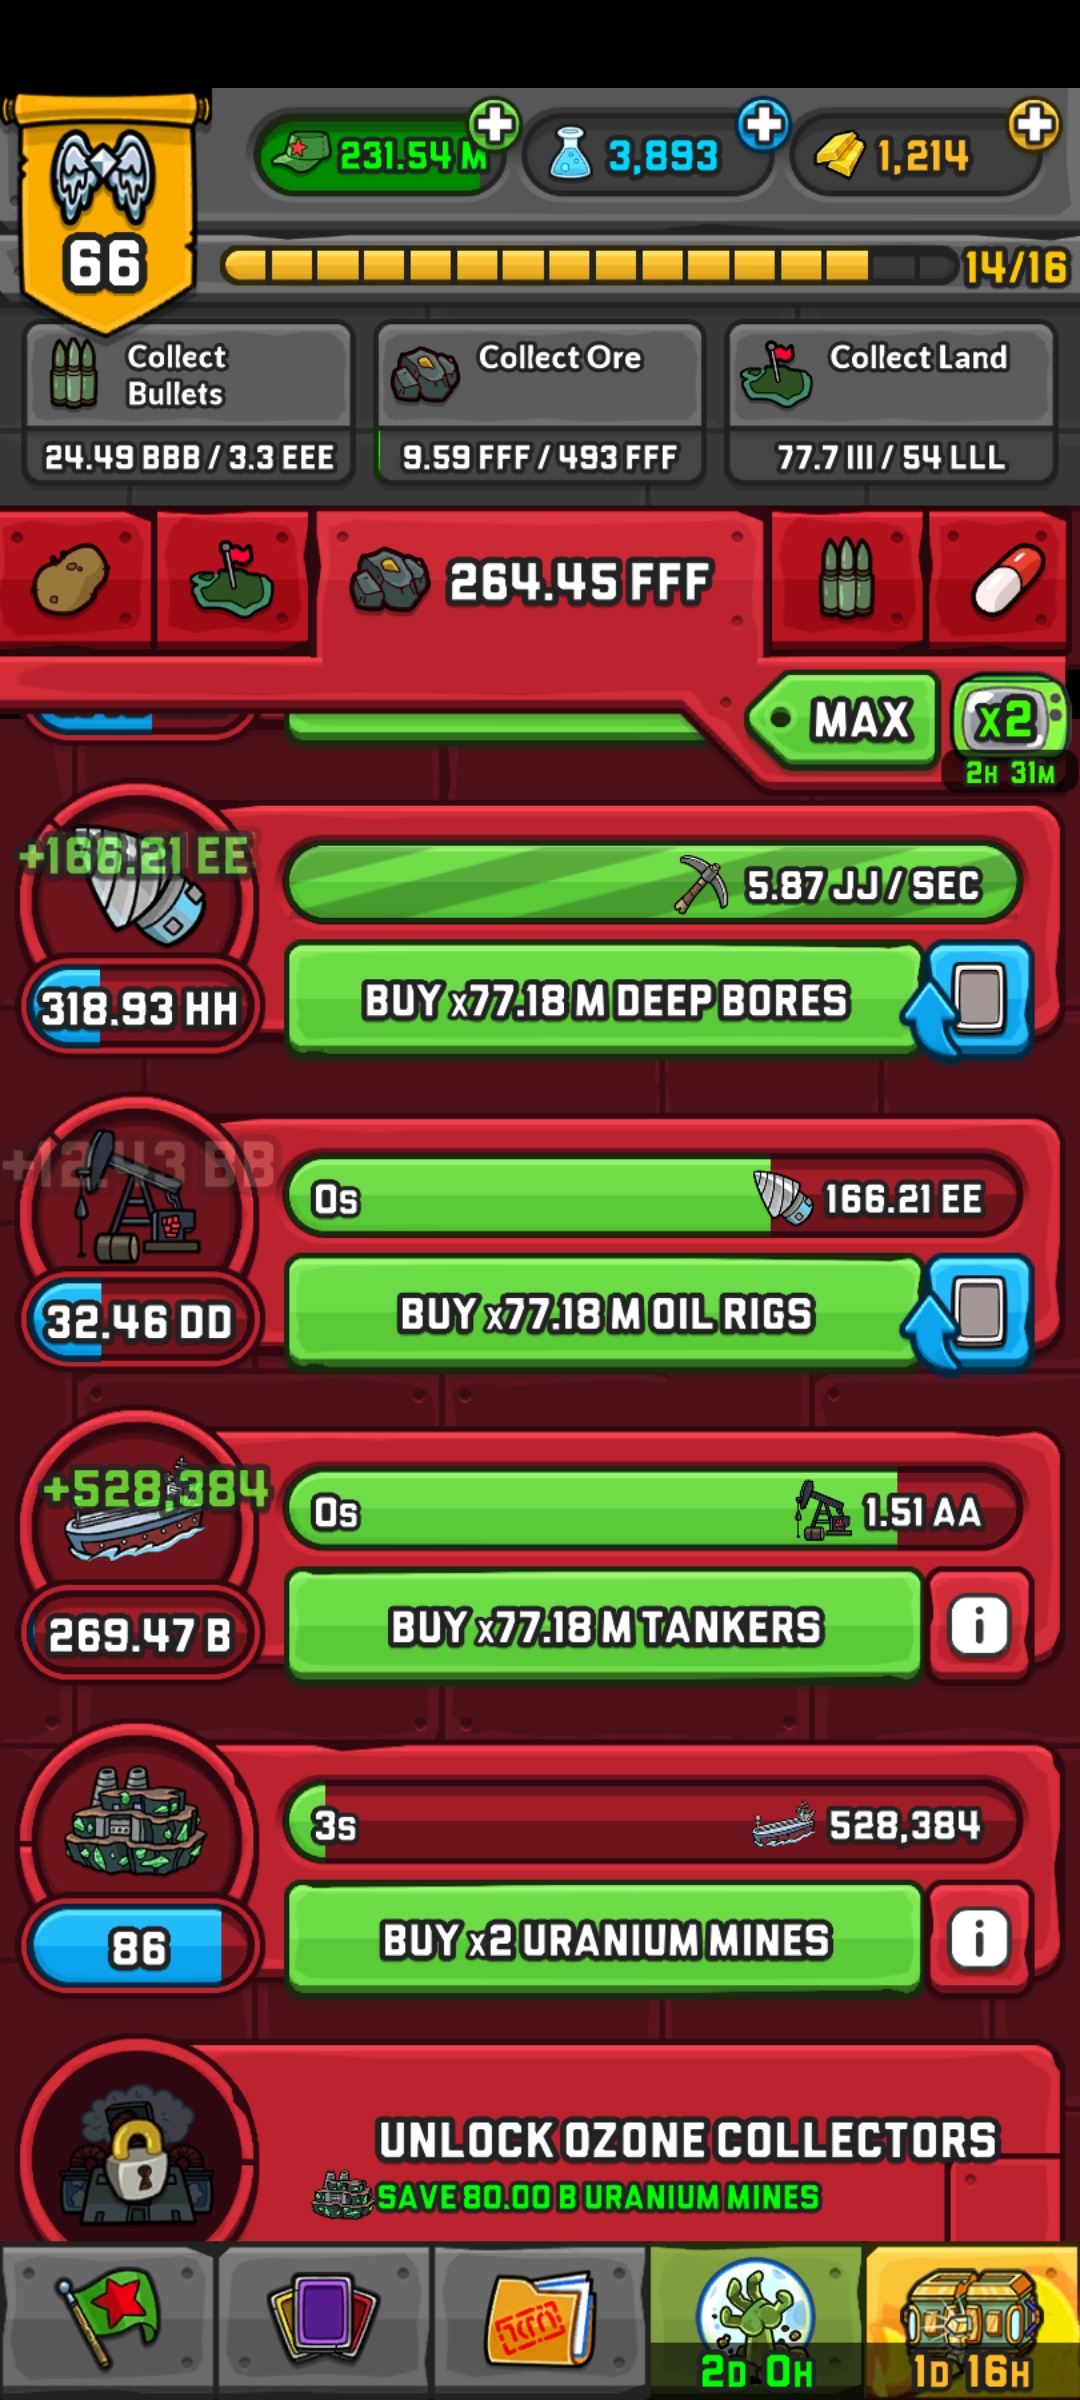 231.54 M
3,893
1,214
66
14/16
Collect
Bullets
24.49 BBB / 3.3 EEE
Collect Ore
9.59 FFF / 493 FFF
Collect Land
77.7 III / 54 LLL
264.45 FFF
MAX
x2
2H 31M
+166.21 EE
5.87 JJ / SEC
318.93 HH
BUY x77.18 M DEEP BORES
+12.43 BB
0s
166.21 EE
32.46 DD
BUY x77.18 M OIL RIGS
+528,384
0s
1.51 AA
269.47 B
BUY x77.18 M TANKERS
i
3s
528,384
86
BUY x2 URANIUM MINES
i
UNLOCK OZONE COLLECTORS
SAVE 80.00 B URANIUM MINES
2D 0H
1D 16H